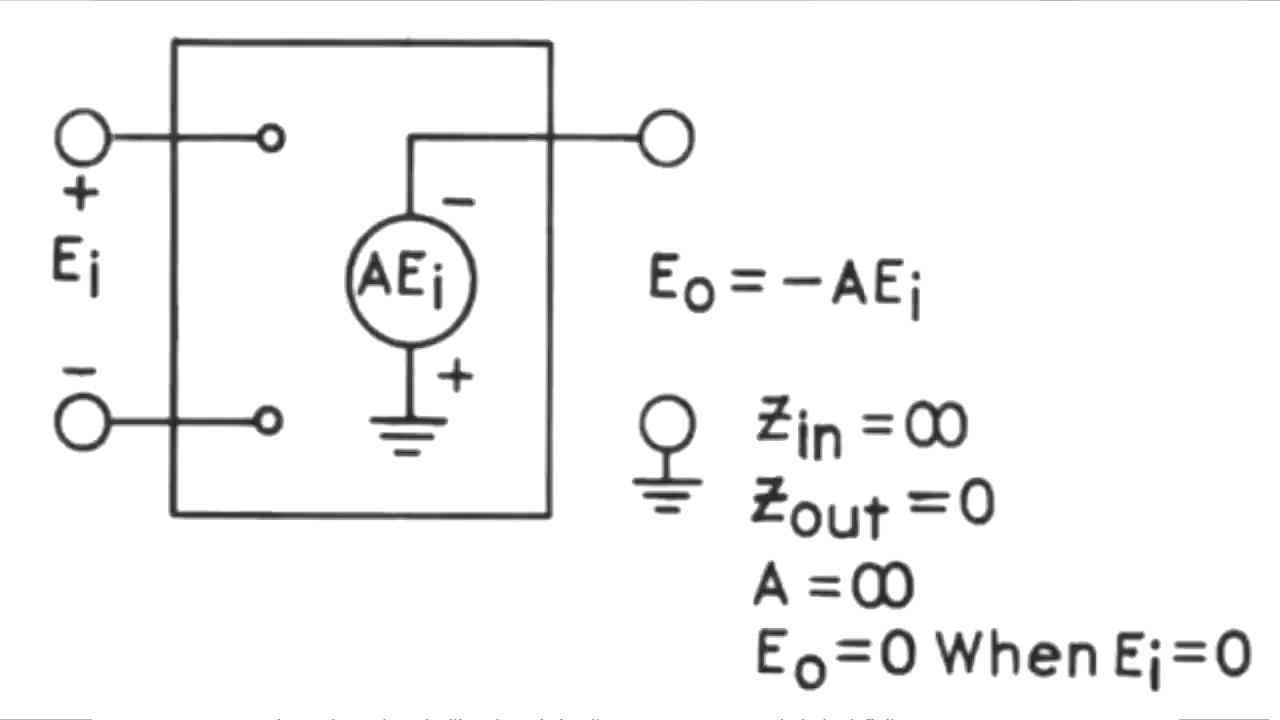 +
Ei
−
−
AEi
+
Eo = −AEi
Zin = ∞
Zout = 0
A = ∞
Eo = 0 When Ei = 0